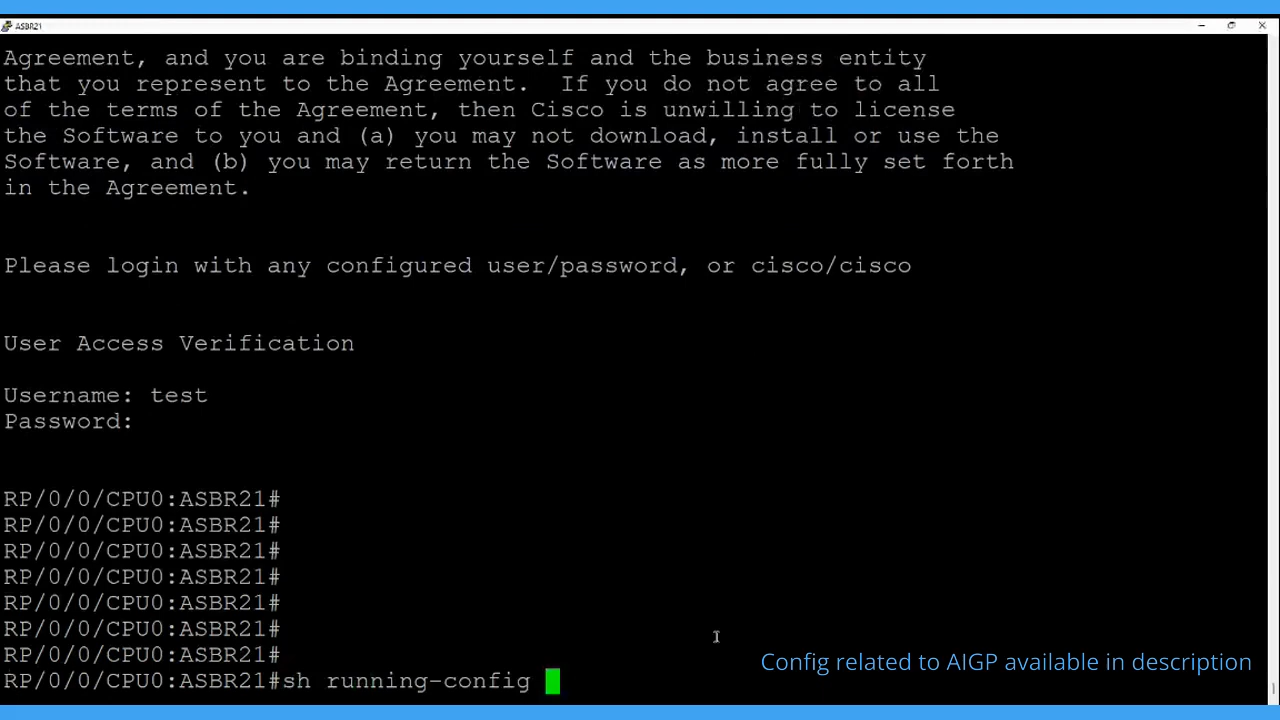 ASBR21
Agreement, and you are binding yourself and the business entity
that you represent to the Agreement.  If you do not agree to all
of the terms of the Agreement, then Cisco is unwilling to license
the Software to you and (a) you may not download, install or use the
Software, and (b) you may return the Software as more fully set forth
in the Agreement.
Please login with any configured user/password, or cisco/cisco
User Access Verification
Username: test
Password:
RP/0/0/CPU0:ASBR21#
RP/0/0/CPU0:ASBR21#
RP/0/0/CPU0:ASBR21#
RP/0/0/CPU0:ASBR21#
RP/0/0/CPU0:ASBR21#
RP/0/0/CPU0:ASBR21#
RP/0/0/CPU0:ASBR21#
Config related to AIGP available in description
RP/0/0/CPU0:ASBR21#sh running-config